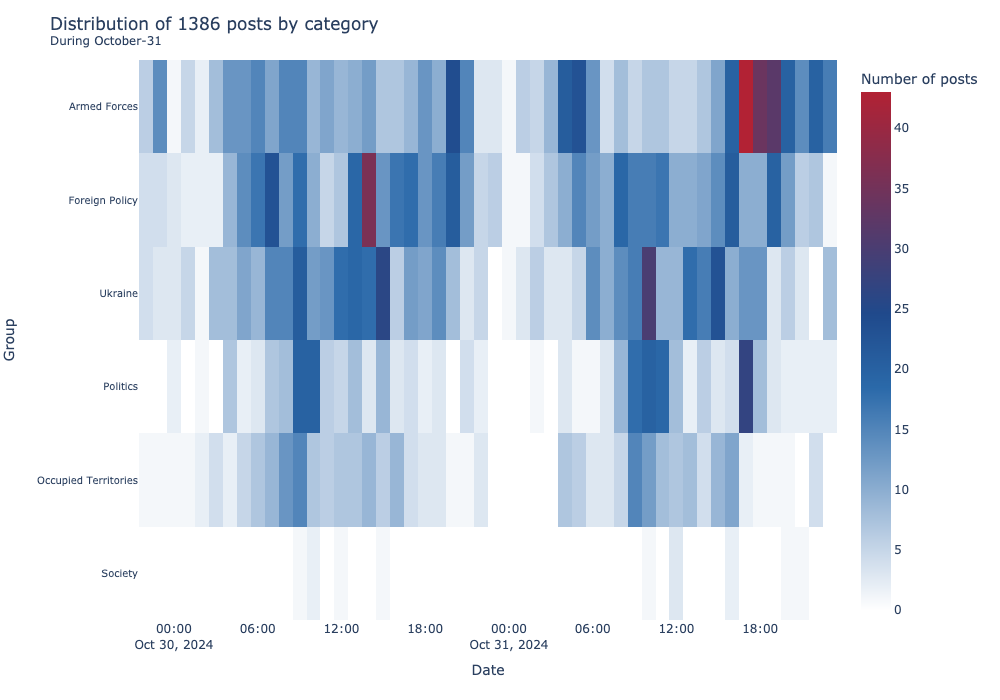 Distribution of 1386 posts by category
During October-31
Number of posts
Armed Forces
Foreign Policy
Ukraine
Politics
Occupied Territories
Society
Group
40
35
30
25
20
15
10
5
0
00:00 06:00 12:00 18:00 00:00 06:00 12:00 18:00
Oct 30, 2024 Oct 31, 2024
Date